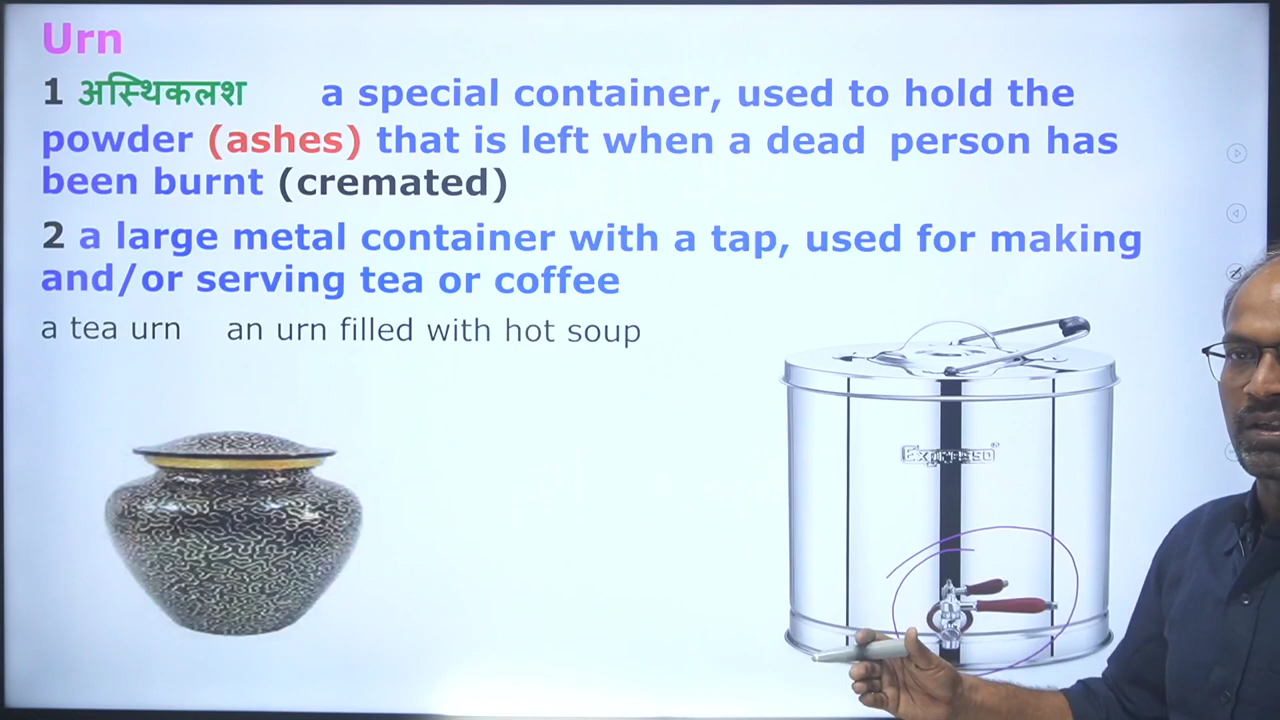 Urn
1 अस्थिकलश a special container, used to hold the
powder (ashes) that is left when a dead person has
been burnt (cremated)
2 a large metal container with a tap, used for making
and/or serving tea or coffee
a tea urn an urn filled with hot soup
Expresso